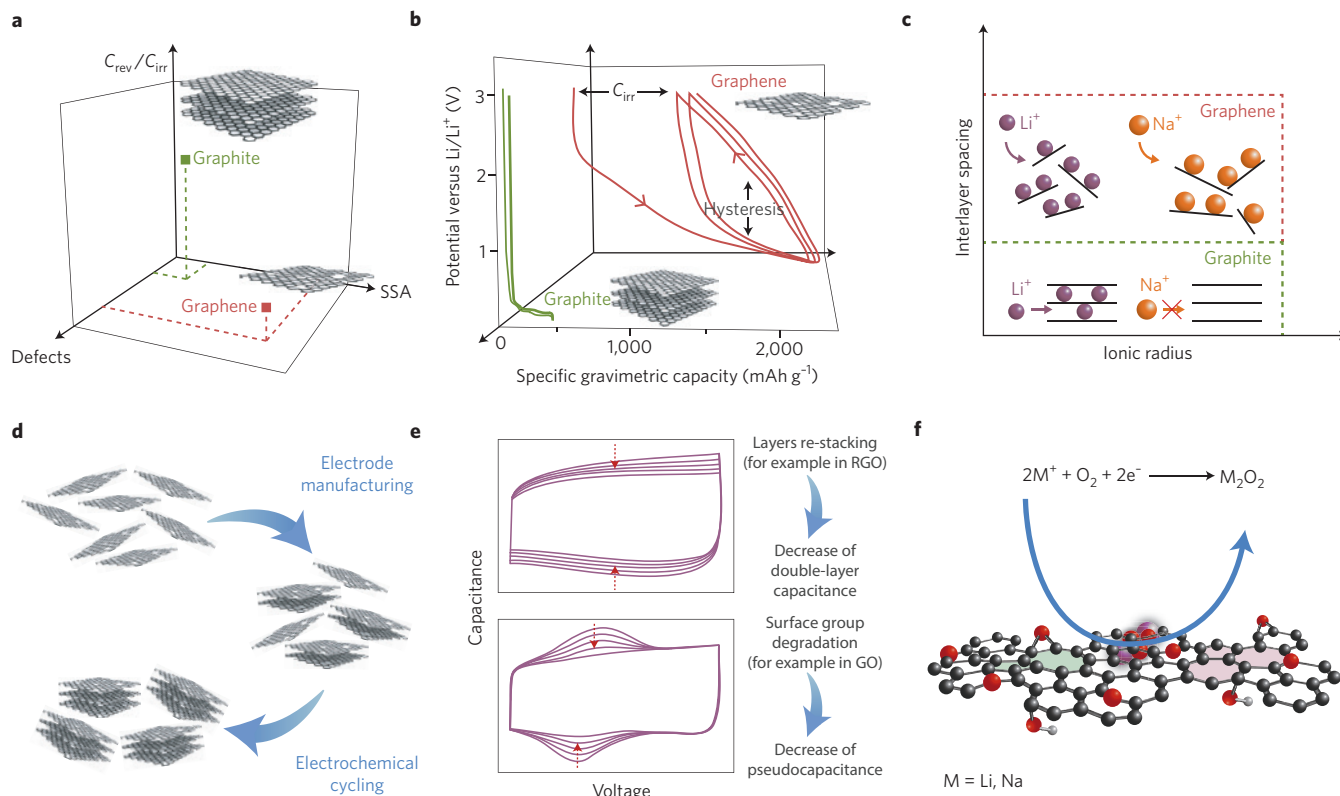 a
C_rev/C_irr
Graphite
Graphene
SSA
Defects
b
Potential versus Li/Li⁺ (V)
3
2
1
C_irr
Graphene
Hysteresis
Graphite
0
1,000
2,000
Specific gravimetric capacity (mAh g⁻¹)
c
Interlayer spacing
Li⁺
Na⁺
Graphene
Graphite
Li⁺
Na⁺
Ionic radius
d
Electrode
manufacturing
Electrochemical
cycling
e
Capacitance
Voltage
Layers re-stacking
(for example in RGO)
Decrease of
double-layer
capacitance
Surface group
degradation
(for example in GO)
Decrease of
pseudocapacitance
f
2M⁺ + O₂ + 2e⁻ ⟶ M₂O₂
M = Li, Na